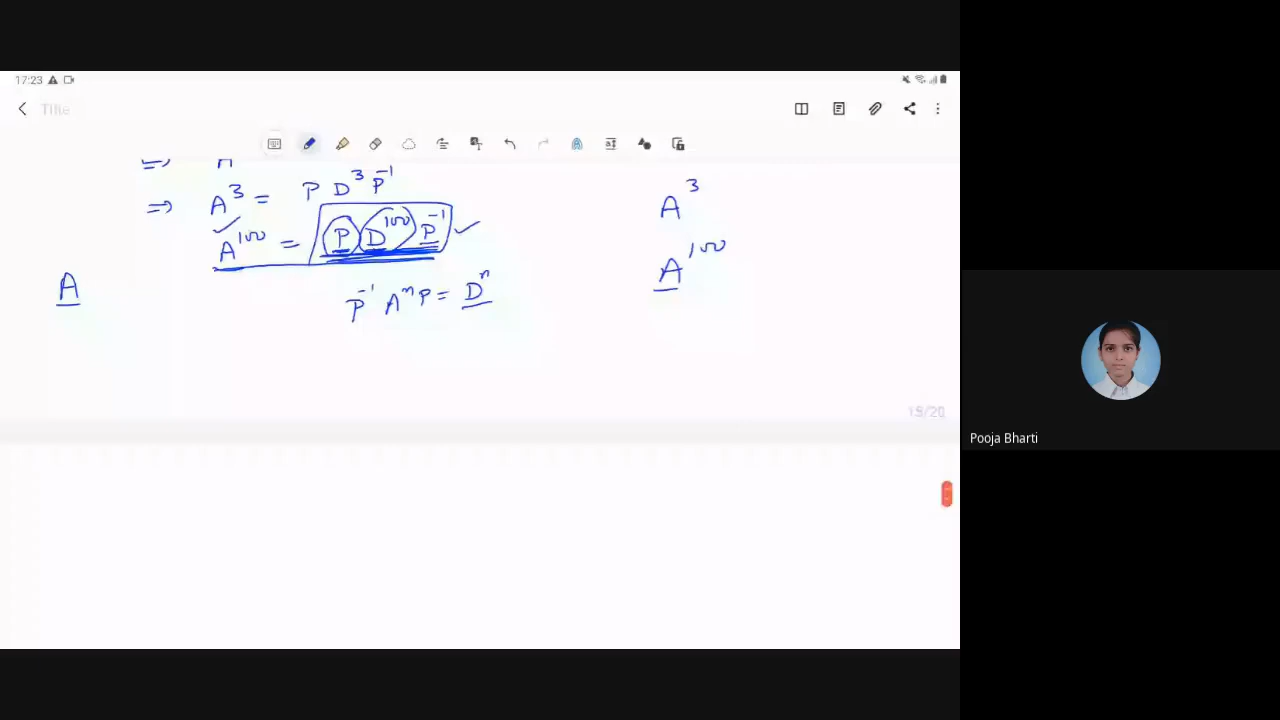 17:23
Title
⇒ A
⇒ A³ = P D³ P⁻¹
A¹⁰⁰ = P D¹⁰⁰ P⁻¹
A
P⁻¹ Aⁿ P = Dⁿ
A³
A¹⁰⁰
15/20
Pooja Bharti